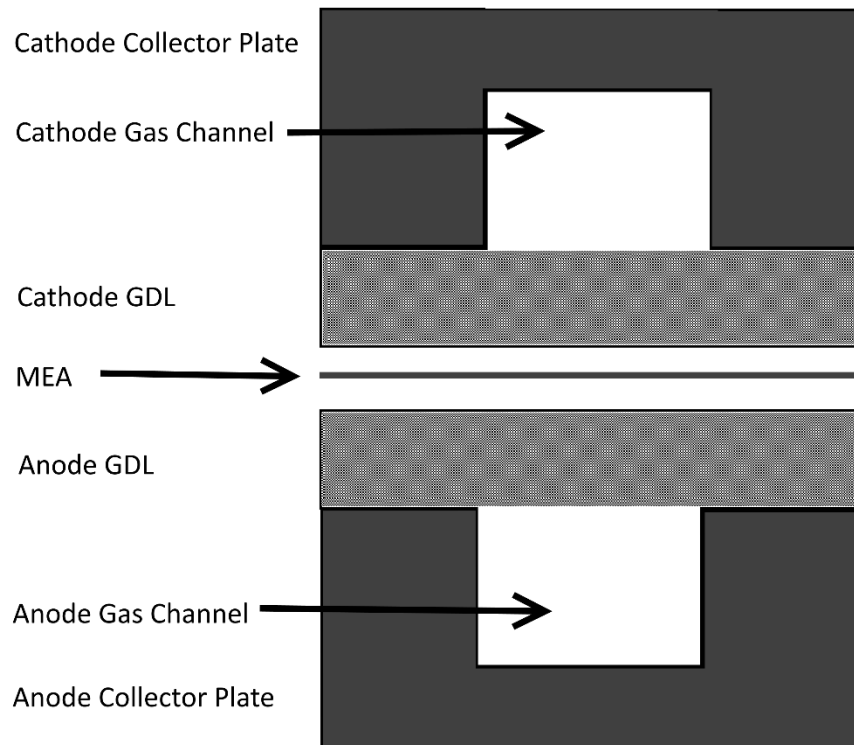 Cathode Collector Plate
Cathode Gas Channel
Cathode GDL
MEA
Anode GDL
Anode Gas Channel
Anode Collector Plate